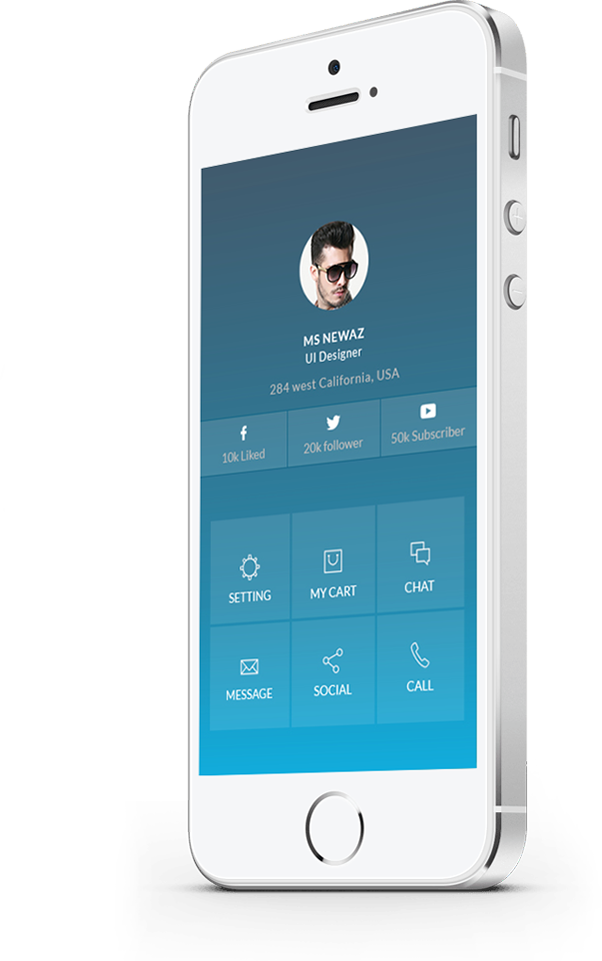 MS NEWAZ
UI Designer
284 west California, USA
10k Liked
20k follower
50k Subscriber
SETTING
MY CART
CHAT
MESSAGE
SOCIAL
CALL